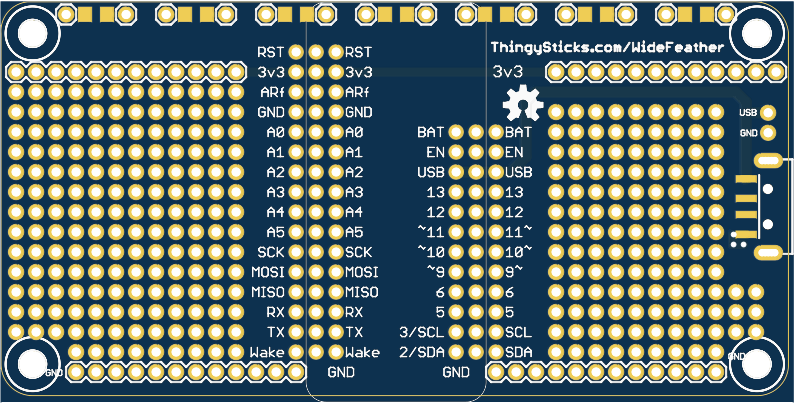 ThingySticks.com/WideFeather
RST RST
3v3 3v3 3v3
ARf ARf
GND GND USB
A0 A0 BAT BAT GND
A1 A1 EN EN
A2 A2 USB USB
A3 A3 13 13
A4 A4 12 12
A5 A5 ~11 11~
SCK SCK ~10 10~
MOSI MOSI ~9 9~
MISO MISO 6 6
RX RX 5 5
TX TX 3/SCL SCL
Wake Wake 2/SDA SDA GND
GND GND GND